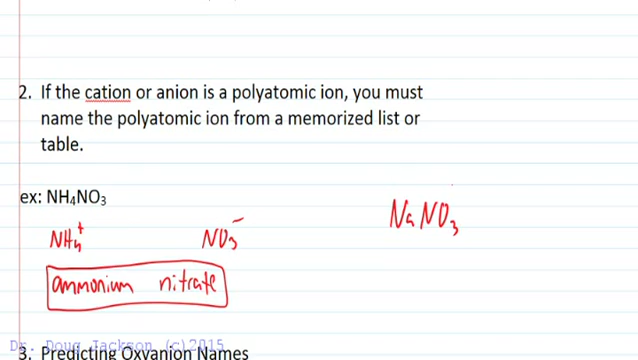 2. If the cation or anion is a polyatomic ion, you must
name the polyatomic ion from a memorized list or
table.
ex: NH₄NO₃
NaNO₃
NH₄⁺ NO₃⁻
ammonium nitrate
Dr. Doug Jackson (c)2015
3. Predicting Oxyanion Names